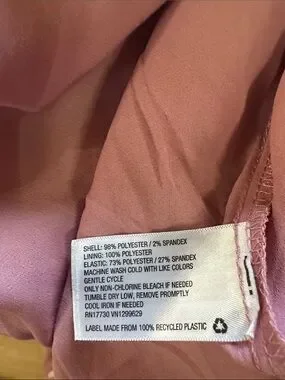 SHELL: 98% POLYESTER / 2% SPANDEX
LINING: 100% POLYESTER
ELASTIC: 73% POLYESTER / 27% SPANDEX
MACHINE WASH COLD WITH LIKE COLORS
GENTLE CYCLE
ONLY NON-CHLORINE BLEACH IF NEEDED
TUMBLE DRY LOW, REMOVE PROMPTLY
COOL IRON IF NEEDED
RN17730 VN1299629
LABEL MADE FROM 100% RECYCLED PLASTIC